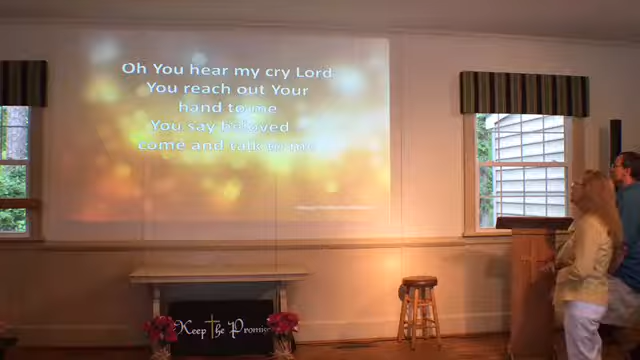 Oh You hear my cry Lord
You reach out Your
hand to me
You say beloved
come and talk to me
Keep the Promise